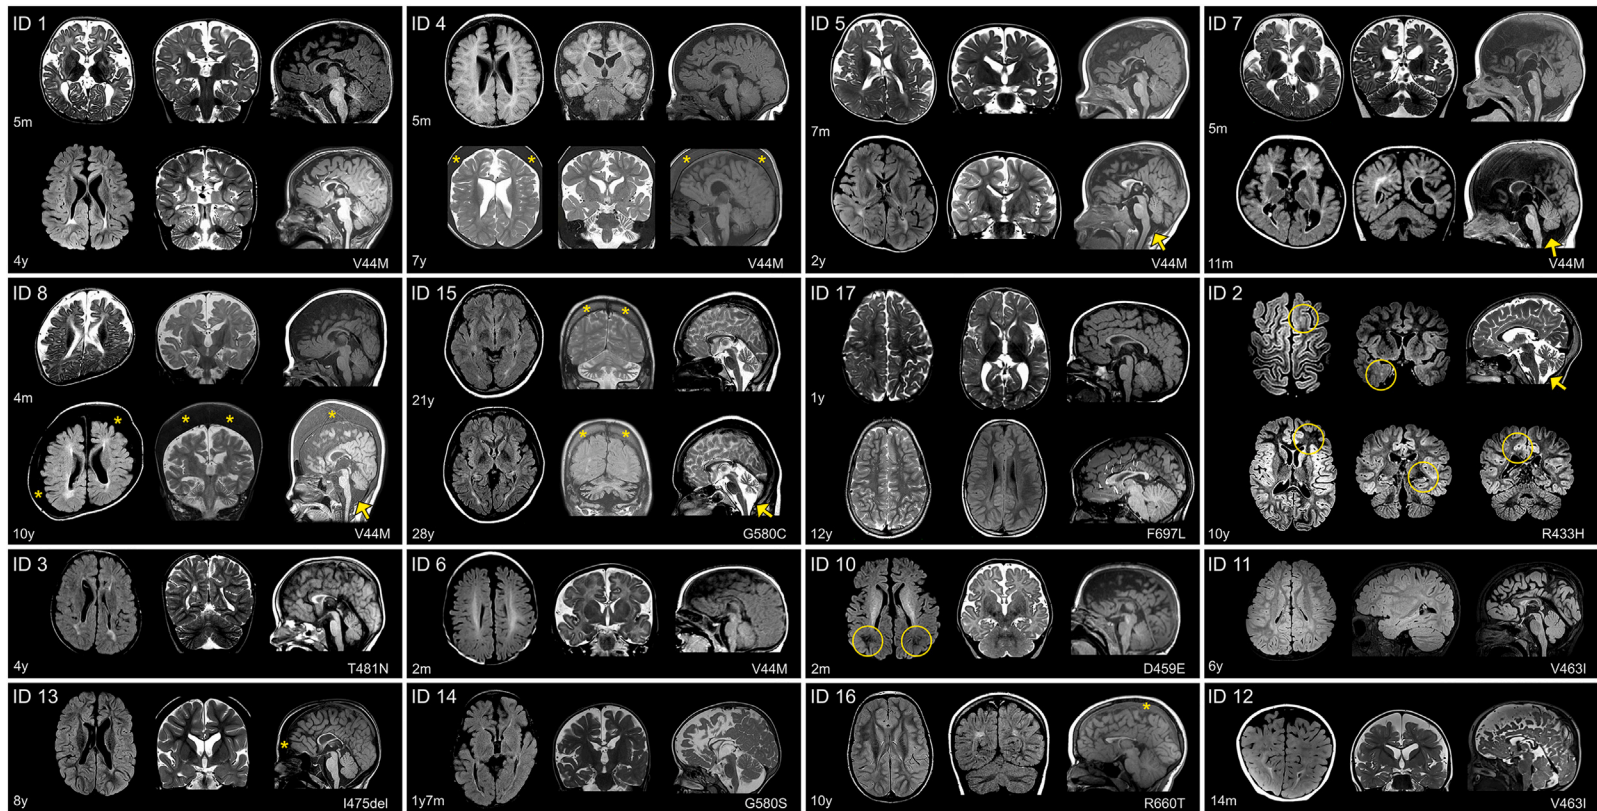 ID 1
5m
4y
V44M
ID 4
5m
* *
* *
7y
V44M
ID 5
7m
2y
V44M
ID 7
5m
11m
V44M
ID 8
4m
*
*
* *
*
10y
V44M
ID 15
* *
21y
* *
28y
G580C
ID 17
1y
12y
F697L
ID 2
10y
R433H
ID 3
4y
T481N
ID 6
2m
V44M
ID 10
2m
D459E
ID 11
6y
V463I
ID 13
*
8y
I475del
ID 14
1y7m
G580S
ID 16
*
10y
R660T
ID 12
14m
V463I